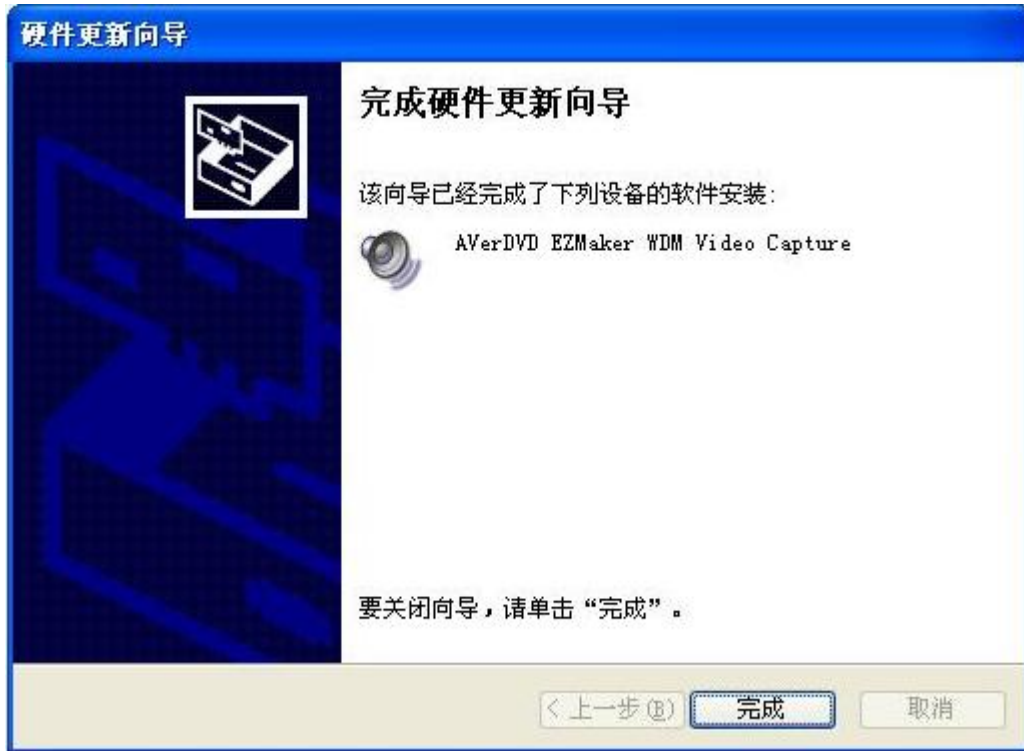 硬件更新向导
完成硬件更新向导
该向导已经完成了下列设备的软件安装:
AVerDVD EZMaker WDM Video Capture
要关闭向导，请单击“完成”。
< 上一步(B)
完成
取消